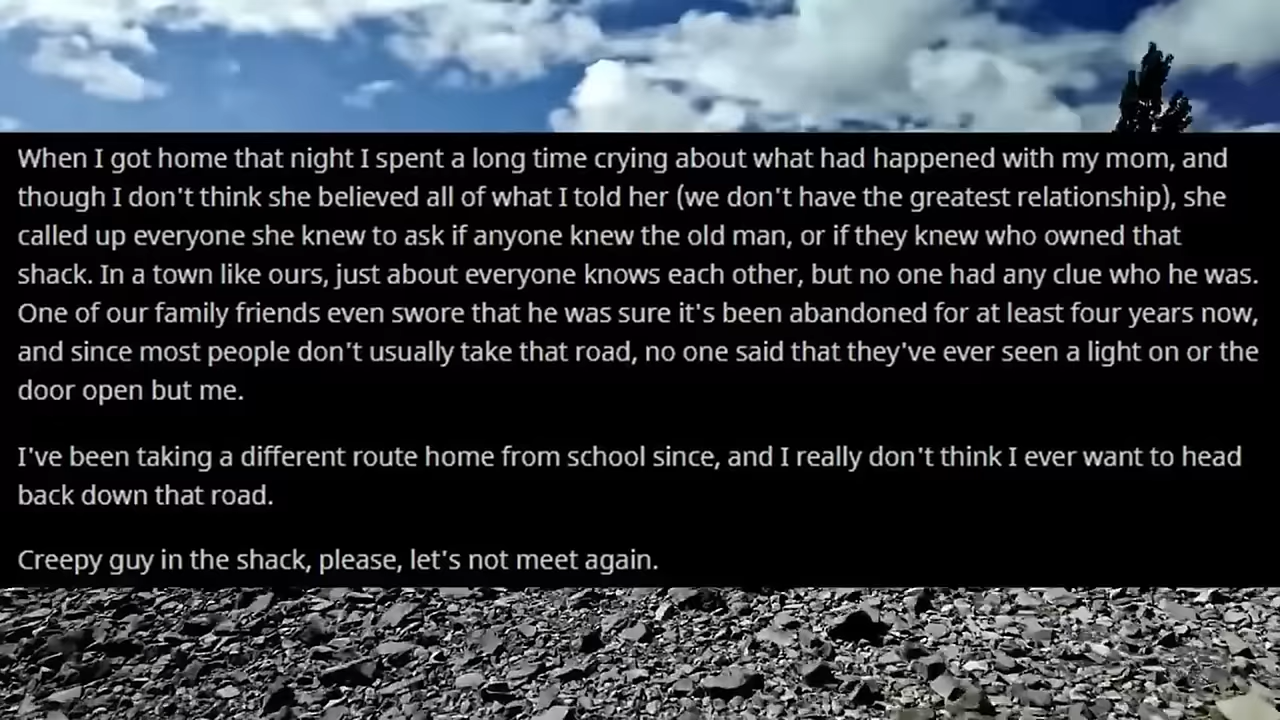 When I got home that night I spent a long time crying about what had happened with my mom, and
though I don't think she believed all of what I told her (we don't have the greatest relationship), she
called up everyone she knew to ask if anyone knew the old man, or if they knew who owned that
shack. In a town like ours, just about everyone knows each other, but no one had any clue who he was.
One of our family friends even swore that he was sure it's been abandoned for at least four years now,
and since most people don't usually take that road, no one said that they've ever seen a light on or the
door open but me.
I've been taking a different route home from school since, and I really don't think I ever want to head
back down that road.
Creepy guy in the shack, please, let's not meet again.